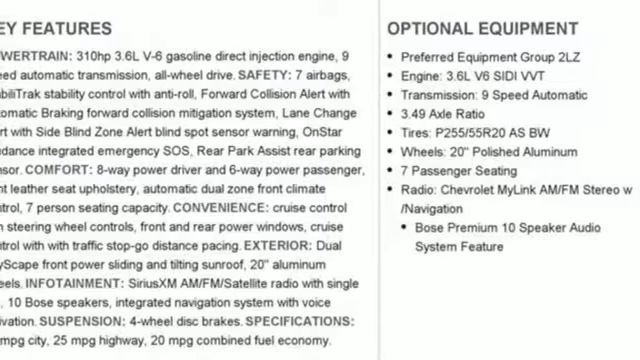 EY FEATURES
WERTRAIN: 310hp 3.6L V-6 gasoline direct injection engine, 9
eed automatic transmission, all-wheel drive. SAFETY: 7 airbags,
biliTrak stability control with anti-roll, Forward Collision Alert with
tomatic Braking forward collision mitigation system, Lane Change
rt with Side Blind Zone Alert blind spot sensor warning, OnStar
idance integrated emergency SOS, Rear Park Assist rear parking
nsor. COMFORT: 8-way power driver and 6-way power passenger,
nt leather seat upholstery, automatic dual zone front climate
ntrol, 7 person seating capacity. CONVENIENCE: cruise control
h steering wheel controls, front and rear power windows, cruise
ntrol with with traffic stop-go distance pacing. EXTERIOR: Dual
yScape front power sliding and tilting sunroof, 20" aluminum
eels. INFOTAINMENT: SiriusXM AM/FM/Satellite radio with single
, 10 Bose speakers, integrated navigation system with voice
ivation. SUSPENSION: 4-wheel disc brakes. SPECIFICATIONS:
mpg city, 25 mpg highway, 20 mpg combined fuel economy.
OPTIONAL EQUIPMENT
• Preferred Equipment Group 2LZ
• Engine: 3.6L V6 SIDI VVT
• Transmission: 9 Speed Automatic
• 3.49 Axle Ratio
• Tires: P255/55R20 AS BW
• Wheels: 20" Polished Aluminum
• 7 Passenger Seating
• Radio: Chevrolet MyLink AM/FM Stereo w
/Navigation
• Bose Premium 10 Speaker Audio
System Feature